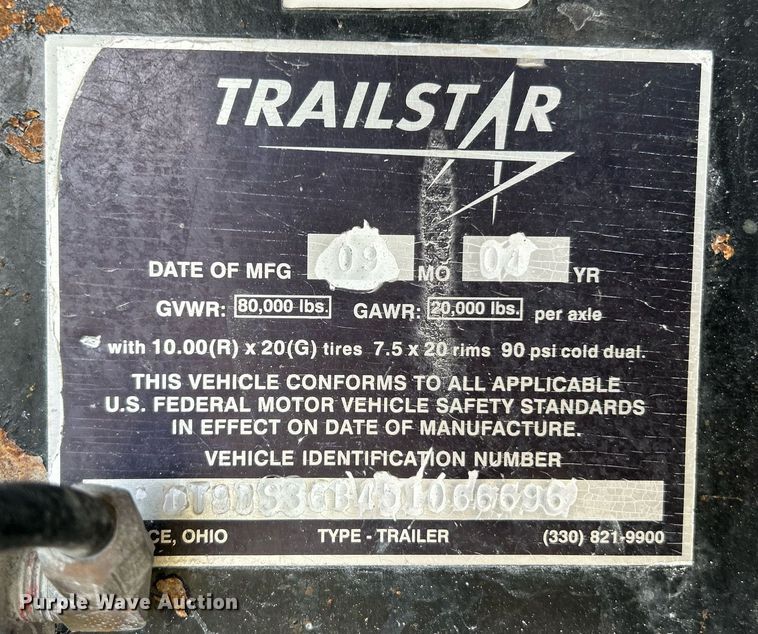 TRAILSTAR
DATE OF MFG 09 MO 04 YR
GVWR: 80,000 lbs. GAWR: 20,000 lbs. per axle
with 10.00(R) x 20(G) tires 7.5 x 20 rims 90 psi cold dual.
THIS VEHICLE CONFORMS TO ALL APPLICABLE
U.S. FEDERAL MOTOR VEHICLE SAFETY STANDARDS
IN EFFECT ON DATE OF MANUFACTURE.
VEHICLE IDENTIFICATION NUMBER
CE, OHIO TYPE - TRAILER (330) 821-9900
Purple Wave Auction